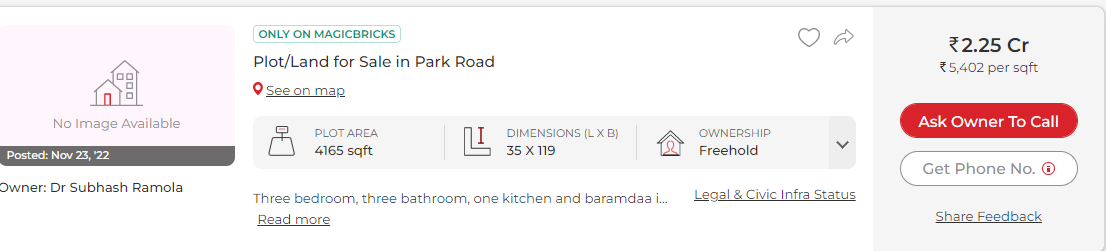 No Image Available
Posted: Nov 23, '22
Owner: Dr Subhash Ramola
ONLY ON MAGICBRICKS
Plot/Land for Sale in Park Road
See on map
PLOT AREA
4165 sqft
DIMENSIONS (L X B)
35 X 119
OWNERSHIP
Freehold
Three bedroom, three bathroom, one kitchen and baramdaa i...
Read more
Legal & Civic Infra Status
₹2.25 Cr
₹5,402 per sqft
Ask Owner To Call
Get Phone No.
Share Feedback